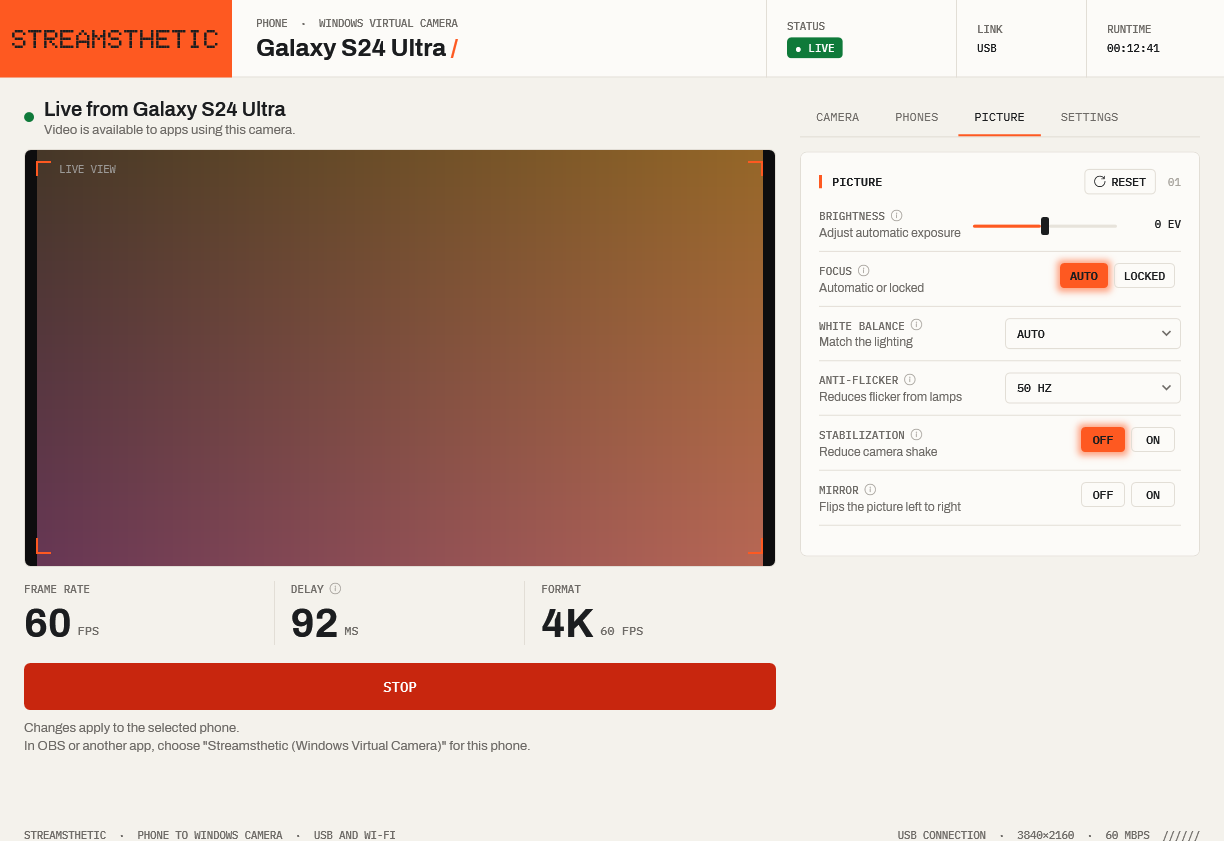 STREAMSTHETIC
PHONE · WINDOWS VIRTUAL CAMERA
Galaxy S24 Ultra /
STATUS
● LIVE
LINK
USB
RUNTIME
00:12:41
Live from Galaxy S24 Ultra
Video is available to apps using this camera.
LIVE VIEW
FRAME RATE
60 FPS
DELAY ⓘ
92 MS
FORMAT
4K 60 FPS
STOP
Changes apply to the selected phone.
In OBS or another app, choose "Streamsthetic (Windows Virtual Camera)" for this phone.
CAMERA PHONES PICTURE SETTINGS
PICTURE RESET 01
BRIGHTNESS ⓘ
Adjust automatic exposure
0 EV
FOCUS ⓘ
Automatic or locked
AUTO LOCKED
WHITE BALANCE ⓘ
Match the lighting
AUTO
ANTI-FLICKER ⓘ
Reduces flicker from lamps
50 HZ
STABILIZATION ⓘ
Reduce camera shake
OFF ON
MIRROR ⓘ
Flips the picture left to right
OFF ON
STREAMSTHETIC · PHONE TO WINDOWS CAMERA · USB AND WI-FI
USB CONNECTION · 3840×2160 · 60 MBPS //////